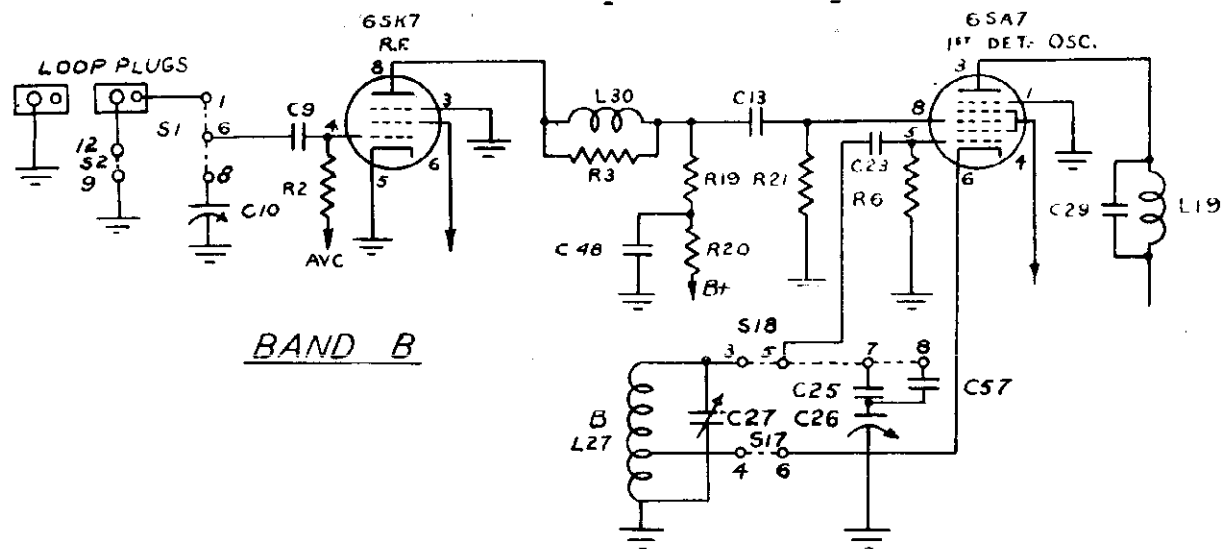 6SK7
R.F.
8
3
4
6
5
6SA7
1ST DET.- OSC.
3
1
8
5
6
4
LOOP PLUGS
1
S1
6
8
12
S2
9
C9
C10
R2
AVC
L30
R3
C13
R19
R21
C23
R6
C48
R20
B+
C29
L19
BAND B
S18
3
5
7
8
C25
C57
C26
C27
B
L27
S17
4
6